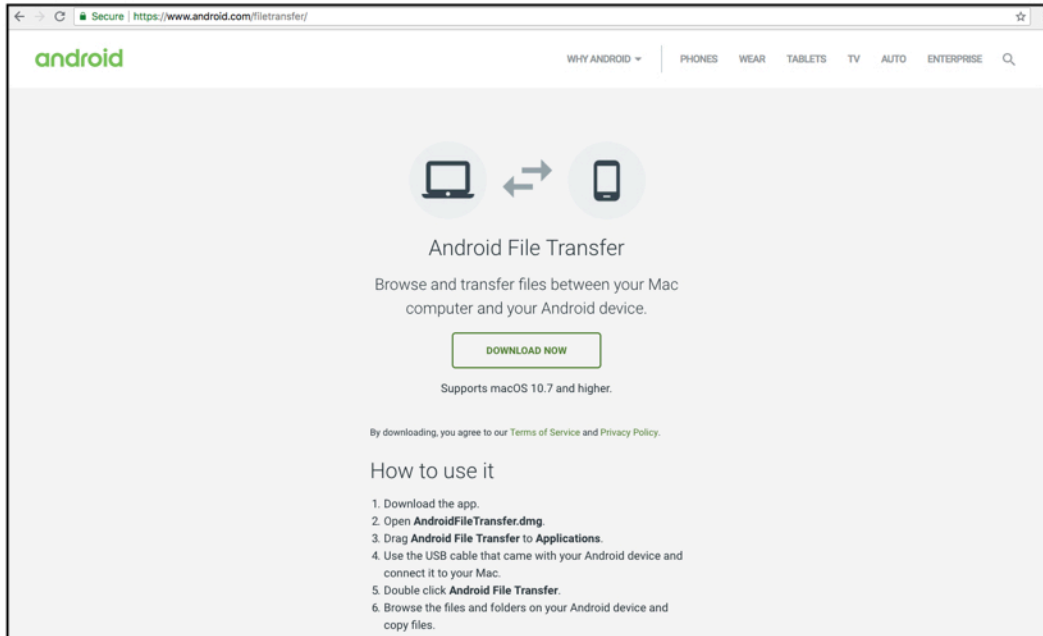 Secure | https://www.android.com/filetransfer/
android WHY ANDROID PHONES WEAR TABLETS TV AUTO ENTERPRISE
Android File Transfer
Browse and transfer files between your Mac
computer and your Android device.
DOWNLOAD NOW
Supports macOS 10.7 and higher.
By downloading, you agree to our Terms of Service and Privacy Policy.
How to use it
1. Download the app.
2. Open AndroidFileTransfer.dmg.
3. Drag Android File Transfer to Applications.
4. Use the USB cable that came with your Android device and
connect it to your Mac.
5. Double click Android File Transfer.
6. Browse the files and folders on your Android device and
copy files.